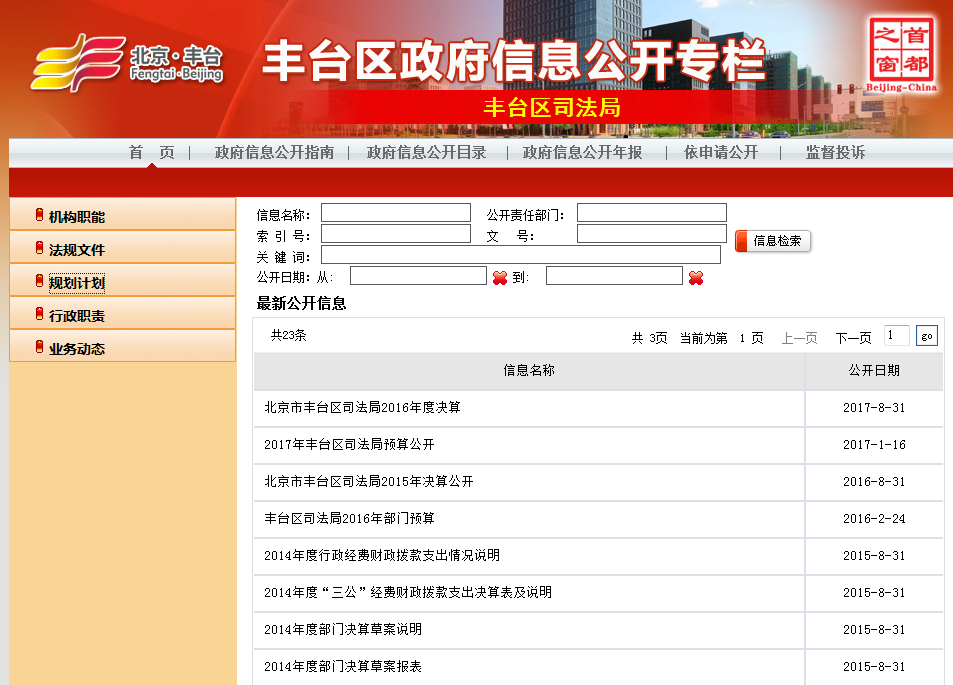 北京·丰台
Fengtai·Beijing
丰台区政府信息公开专栏
首都之窗
Beijing-China
丰台区司法局
首 页 | 政府信息公开指南 | 政府信息公开目录 | 政府信息公开年报 | 依申请公开 | 监督投诉
机构职能
法规文件
规划计划
行政职责
业务动态
信息名称： 公开责任部门：
索 引 号： 文 号：
信息检索
关 键 词：
公开日期：从： 到：
最新公开信息
共23条 共 3页 当前为第 1 页 上一页 下一页 1 go
信息名称 公开日期
北京市丰台区司法局2016年度决算 2017-8-31
2017年丰台区司法局预算公开 2017-1-16
北京市丰台区司法局2015年决算公开 2016-8-31
丰台区司法局2016年部门预算 2016-2-24
2014年度行政经费财政拨款支出情况说明 2015-8-31
2014年度“三公”经费财政拨款支出决算表及说明 2015-8-31
2014年度部门决算草案说明 2015-8-31
2014年度部门决算草案报表 2015-8-31